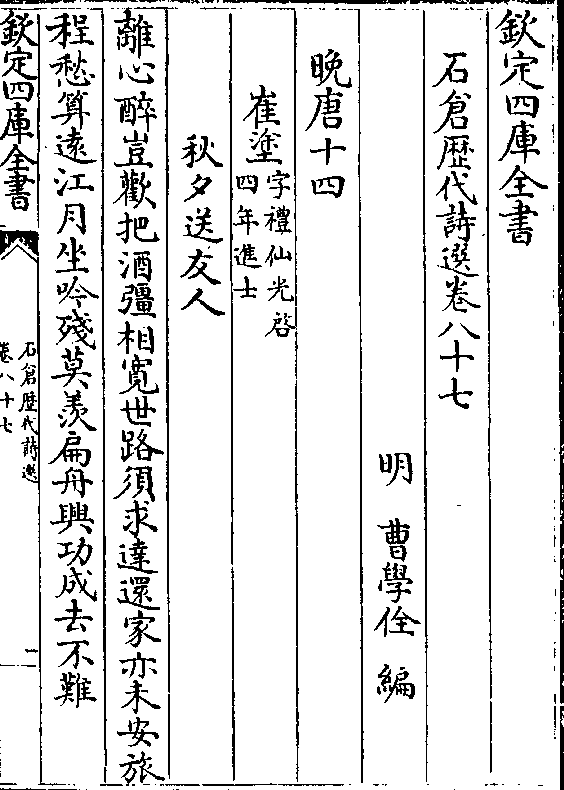 欽定四庫全書
石倉歷代詩選卷八十七
明 曹學佺 編
晚唐十四
崔塗字禮仙光啓四年進士
秋夕送友人
離心醉豈歡把酒彊相寛世路須求達還家亦未安旅
程愁算遠江月坐吟殘莫羨扁舟興功成去不難
欽定四庫全書
石倉歷代詩選
卷八十七
一